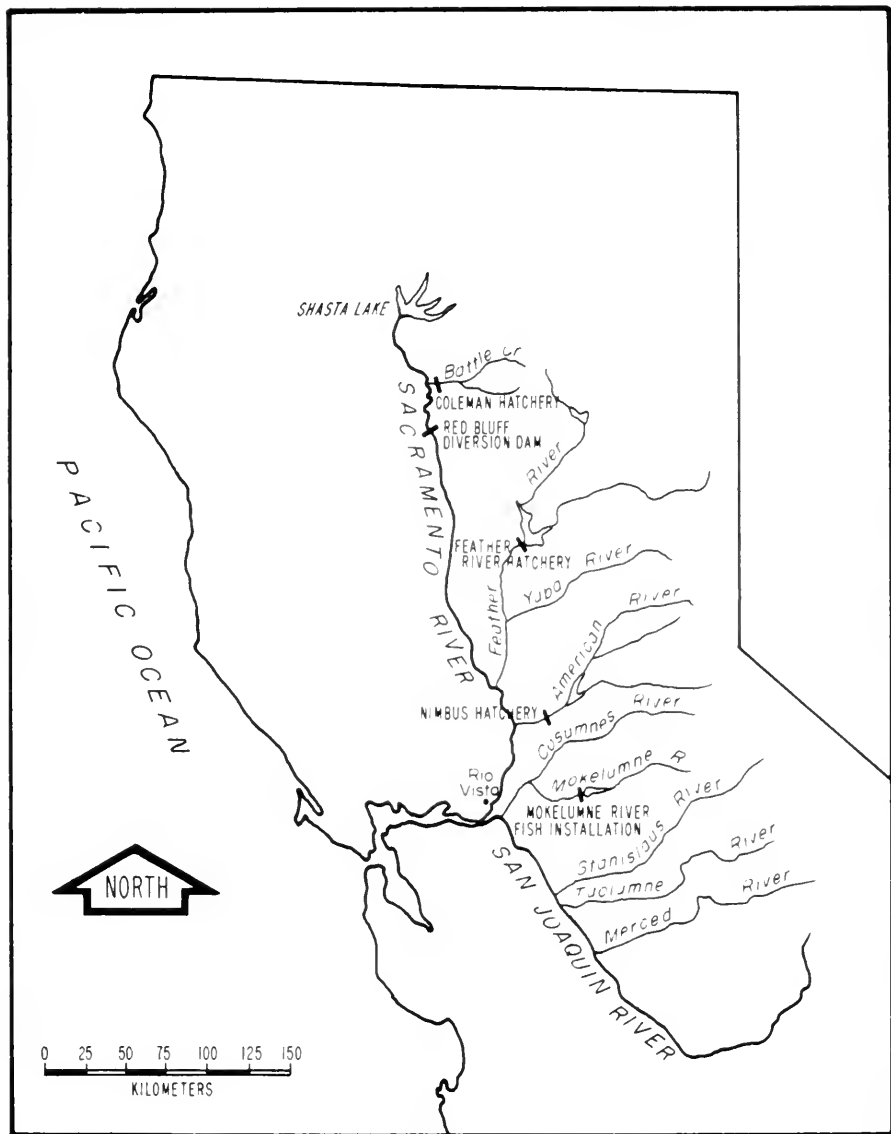 SHASTA LAKE
Battle Cr
COLEMAN HATCHERY
RED BLUFF
DIVERSION DAM
SACRAMENTO RIVER
PACIFIC OCEAN
River
FEATHER
RIVER HATCHERY
Feather
Yuba River
American River
NIMBUS HATCHERY
Cosumnes River
Rio
Vista
Mokelumne R
MOKELUMNE RIVER
FISH INSTALLATION
Stanislaus River
Tuolumne River
Merced River
SAN JOAQUIN RIVER
NORTH
0 25 50 75 100 125 150
KILOMETERS